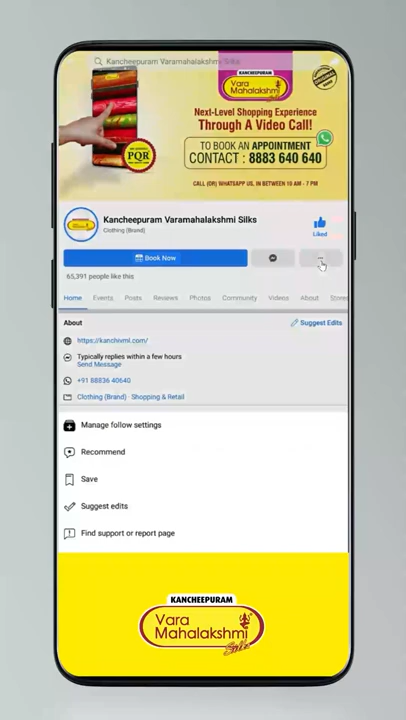 Kancheepuram Varamahalakshmi Silks
KANCHEEPURAM
Vara
Mahalakshmi
Silks
ORIGINAL
Next-Level Shopping Experience
Through A Video Call!
TO BOOK AN APPOINTMENT
CONTACT : 8883 640 640
PQR
CALL (OR) WHATSAPP US, IN BETWEEN 10 AM - 7 PM
Kancheepuram Varamahalakshmi Silks
Clothing (Brand)
Liked
Book Now
65,391 people like this
Home Events Posts Reviews Photos Community Videos About Stores
About
Suggest Edits
https://kanchivml.com/
Typically replies within a few hours
Send Message
+91 88836 40640
Clothing (Brand) · Shopping & Retail
Manage follow settings
Recommend
Save
Suggest edits
Find support or report page
KANCHEEPURAM
Vara
Mahalakshmi
Silks